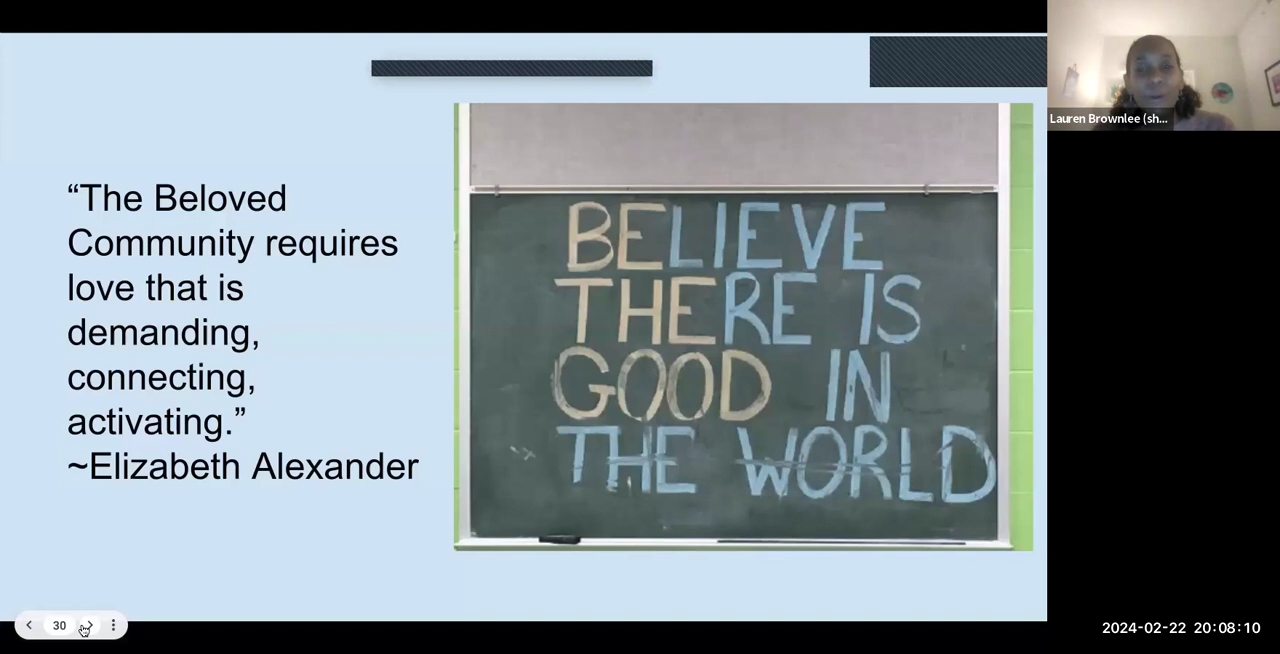 “The Beloved
Community requires
love that is
demanding,
connecting,
activating.”
~Elizabeth Alexander
BELIEVE
THERE IS
GOOD IN
THE WORLD
Lauren Brownlee (sh...
30
2024-02-22 20:08:10